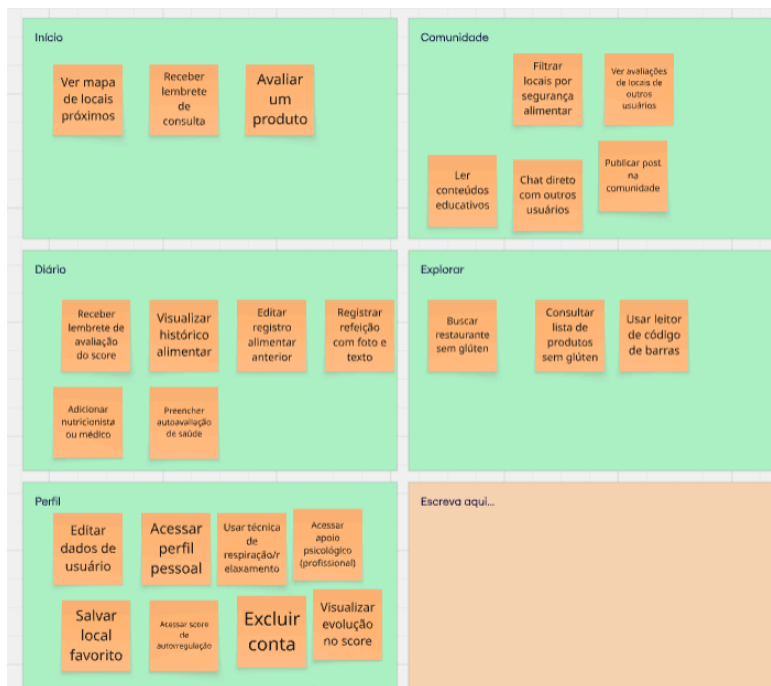 Início
Ver mapa
de locais
próximos
Receber
lembrete
de
consulta
Avaliar
um
produto
Comunidade
Filtrar
locais por
segurança
alimentar
Ver avaliações
de locais de
outros
usuários
Ler
conteúdos
educativos
Chat direto
com outros
usuários
Publicar post
na
comunidade
Diário
Receber
lembrete de
avaliação
do score
Visualizar
histórico
alimentar
Editar
registro
alimentar
anterior
Registrar
refeição
com foto e
texto
Adicionar
nutricionista
ou médico
Preencher
autoavaliação
de saúde
Explorar
Buscar
restaurante
sem glúten
Consultar
lista de
produtos
sem glúten
Usar leitor
de código
de barras
Perfil
Editar
dados de
usuário
Acessar
perfil
pessoal
Usar técnica
de
respiração/r
elaxamento
Acessar
apoio
psicológico
(profissional)
Salvar
local
favorito
Acessar score
de
autorregulação
Excluir
conta
Visualizar
evolução
no score
Escreva aqui...